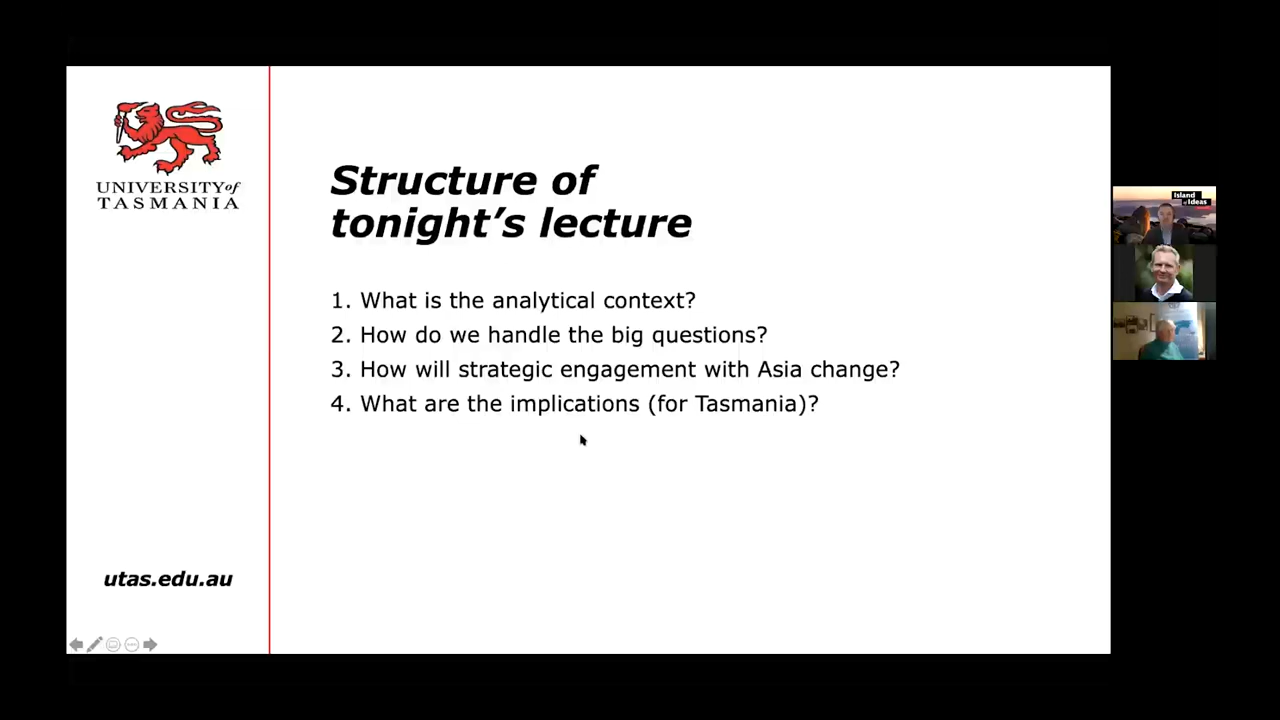 UNIVERSITY of
TASMANIA
Structure of
tonight’s lecture
1. What is the analytical context?
2. How do we handle the big questions?
3. How will strategic engagement with Asia change?
4. What are the implications (for Tasmania)?
utas.edu.au
Island
of Ideas